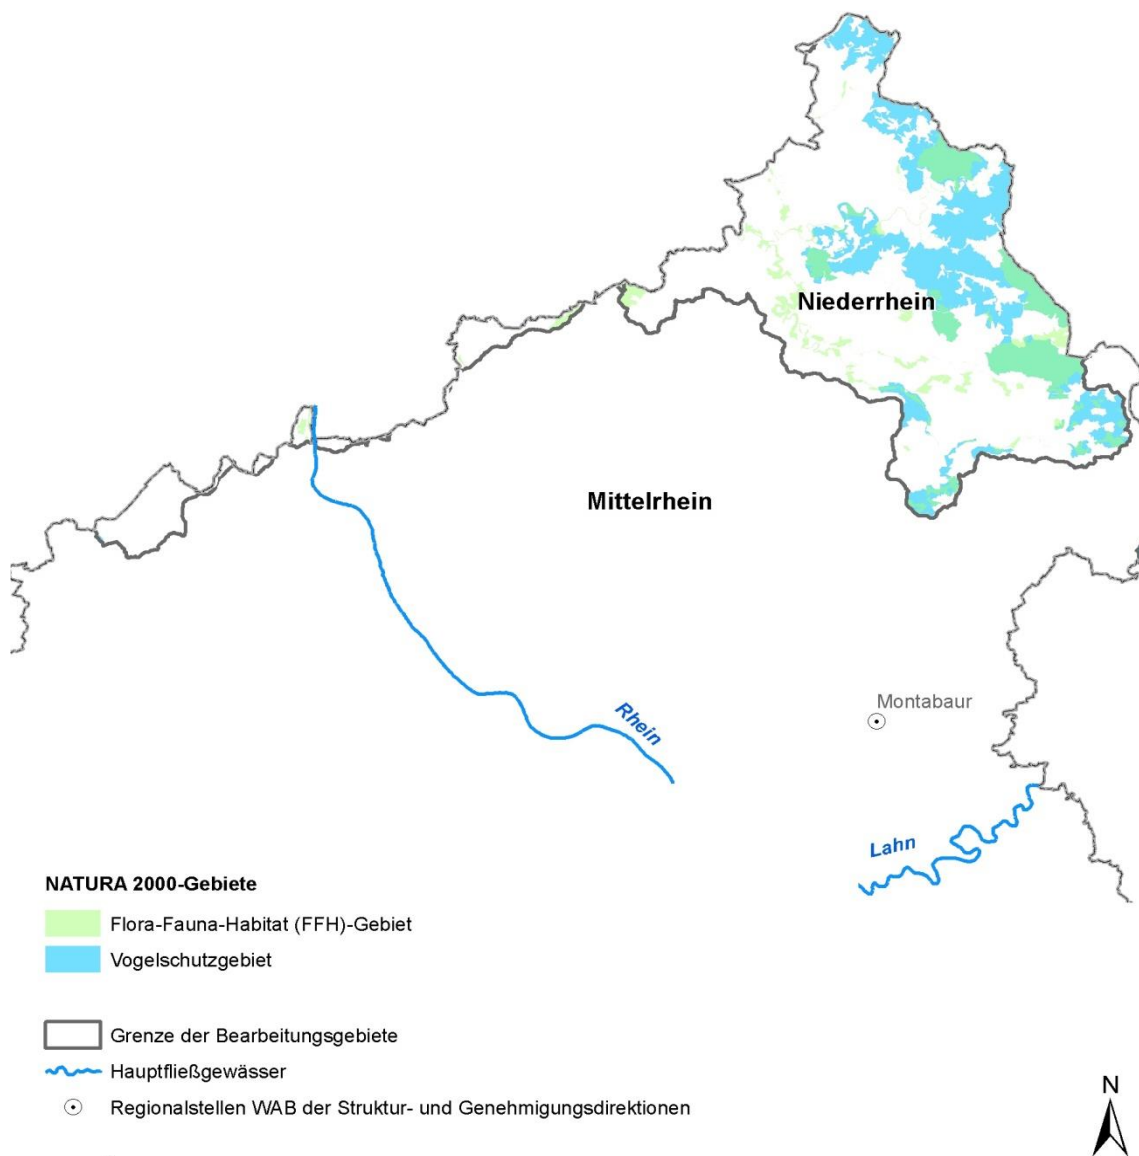 Niederrhein
Mittelrhein
Montabaur
Rhein
Lahn
NATURA 2000-Gebiete
Flora-Fauna-Habitat (FFH)-Gebiet
Vogelschutzgebiet
Grenze der Bearbeitungsgebiete
Hauptfließgewässer
Regionalstellen WAB der Struktur- und Genehmigungsdirektionen
N